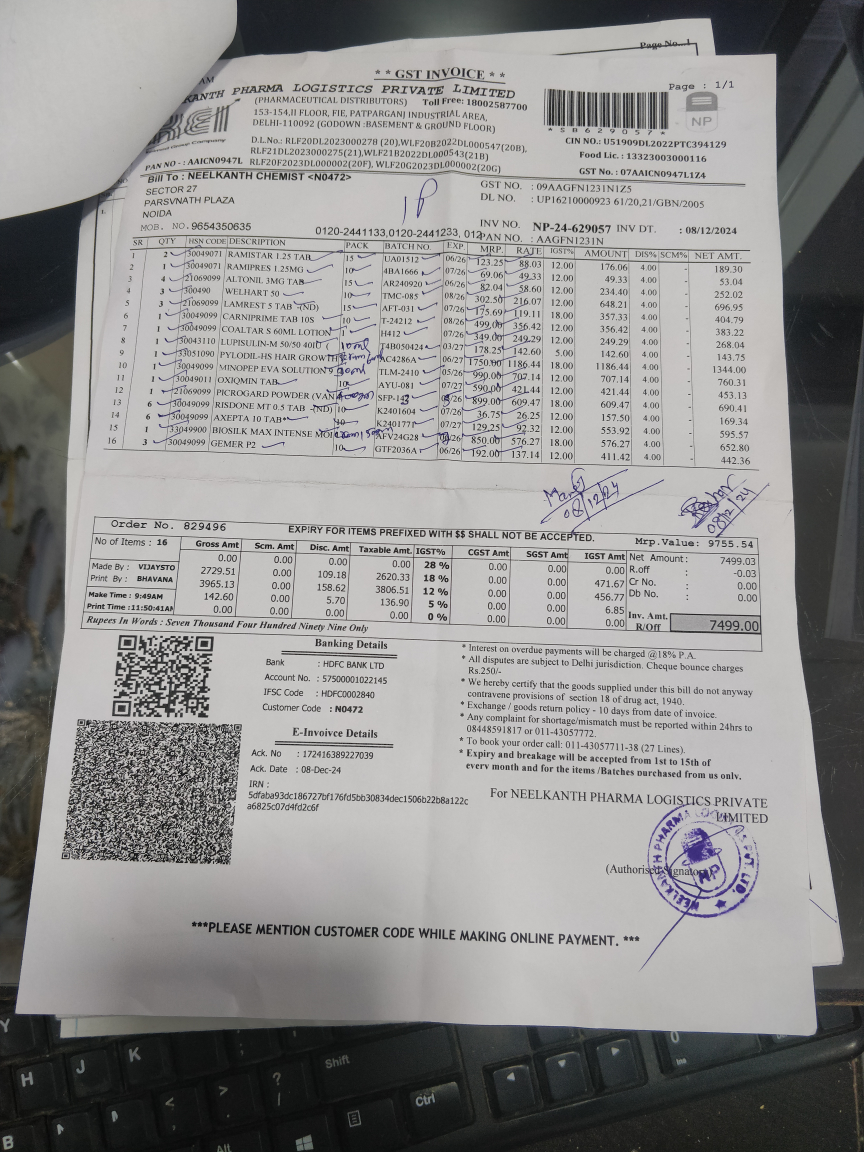 Page No...1
** GST INVOICE **
KANTH PHARMA LOGISTICS PRIVATE LIMITED
Page : 1/1
(PHARMACEUTICAL DISTRIBUTORS) Toll Free: 18002587700
153-154,II FLOOR, FIE, PATPARGANJ INDUSTRIAL AREA,
DELHI-110092 (GODOWN :BASEMENT & GROUND FLOOR)
NP
S8629057
D.L.No.: RLF20DL2023000278 (20),WLF20B2022DL000547(20B),
RLF21DL2023000275(21),WLF21B2022DL000543(21B)
RLF20F2023DL000002(20F), WLF20G2023DL000002(20G)
CIN NO.: U51909DL2022PTC394129
Food Lic. : 13323003000116
GST No. : 07AAICN0947L1Z4
PAN NO- : AAICN0947L
Bill To : NEELKANTH CHEMIST <N0472>
SECTOR 27
PARSVNATH PLAZA
NOIDA
MOB. NO.9654350635
0120-2441133,0120-2441233, 012
GST NO. : 09AAGFN1231N1Z5
DL NO. : UP16210000923 61/20,21/GBN/2005
INV NO. NP-24-629057 INV DT. : 08/12/2024
PAN NO. : AAGFN1231N
SR QTY HSN CODE DESCRIPTION PACK BATCH NO. EXP MRP. RATE IGST% AMOUNT DIS% SCM% NET AMT.
1 2 30049071 RAMISTAR 1.25 TAB 15 UA01512 06/26 123.25 88.03 12.00 176.06 4.00 - 189.30
2 1 30049071 RAMIPRES 1.25MG 10 4BA1666 07/26 69.06 49.33 12.00 49.33 4.00 - 53.04
3 4 21069099 ALTONIL 3MG TAB 15 AR240920 06/26 82.04 58.60 12.00 234.40 4.00 - 252.02
4 3 300490 WELHART 50 10 TMC-085 08/26 302.50 216.07 12.00 648.21 4.00 - 696.95
5 3 21069099 LAMREST 5 TAB (ND) 15 AFT-031 07/26 175.69 119.11 18.00 357.33 4.00 - 404.79
6 1 30049099 CARNIPRIME TAB 10S 10 T-24212 499.00 356.42 12.00 356.42 4.00 - 383.22
7 1 30049099 COALTAR S 60ML LOTION 1 H412 349.00 249.29 12.00 249.29 4.00 - 268.04
8 1 30043110 LUPISULIN-M 50/50 40IU T4B050424 178.25 142.60 5.00 142.60 4.00 - 143.75
9 1 33051090 PYLODIL-HS HAIR GROWTH AC4286A 06/27 1750.00 1186.44 18.00 1186.44 4.00 - 1344.00
10 1 30049099 MINOPEP EVA SOLUTION TLM-2410 05/26 990.00 707.14 12.00 707.14 4.00 - 760.31
11 1 30049011 OXIQMIN TAB 10 AYU-081 07/27 590.00 421.44 12.00 421.44 4.00 - 453.13
12 1 21069099 PICROGARD POWDER (VAN 899.00 609.47 18.00 609.47 4.00 - 690.41
13 6 30049099 RISDONE MT 0.5 TAB (ND) 10 K2401604 06/26 36.75 26.25 12.00 157.50 4.00 - 169.34
14 6 30049099 AXEPTA 10 TAB* 10 07/27 129.25 92.32 12.00 553.92 4.00 - 595.57
15 1 33049900 BIOSILK MAX INTENSE MOI AFV24G28 850.00 576.27 18.00 576.27 4.00 - 652.80
16 3 30049099 GEMER P2 10 GTF2036A 06/26 192.00 137.14 12.00 411.42 4.00 - 442.36
08/12/24
08/12/24
Order No. 829496 EXPIRY FOR ITEMS PREFIXED WITH $$ SHALL NOT BE ACCEPTED. Mrp.Value: 9755.54
No of Items : 16 Gross Amt Scm. Amt Disc. Amt Taxable Amt. IGST% CGST Amt SGST Amt IGST Amt Net Amount : 7499.03
0.00 0.00 0.00 0.00 28 % 0.00 0.00 0.00 R.off : -0.03
Made By : VIJAYSTO 2729.51 0.00 109.18 2620.33 18 % 0.00 0.00 471.67 Cr No. : 0.00
Print By : BHAVANA 3965.13 0.00 158.62 3806.51 12 % 0.00 0.00 456.77 Db No. : 0.00
Make Time : 9:49AM 142.60 0.00 5.70 136.90 5 % 0.00 0.00 6.85
Print Time :11:50:41AM 0.00 0.00 0.00 0.00 0 % 0.00 0.00 0.00 Inv. Amt. R/Off 7499.00
Rupees In Words : Seven Thousand Four Hundred Ninety Nine Only
Banking Details
Bank : HDFC BANK LTD
Account No. : 57500001022145
IFSC Code : HDFC0002840
Customer Code : N0472
E-Invoivce Details
Ack. No : 172416389227039
Ack. Date : 08-Dec-24
IRN :
5dfaba93dc186727bf176fd5bb30834dec1506b22b8a122c
a6825c07d4fd2c6f
* Interest on overdue payments will be charged @18% P.A.
* All disputes are subject to Delhi jurisdiction. Cheque bounce charges
Rs.250/-
* We hereby certify that the goods supplied under this bill do not anyway
contravene provisions of section 18 of drug act, 1940.
* Exchange / goods return policy - 10 days from date of invoice.
* Any complaint for shortage/mismatch must be reported within 24hrs to
08448591817 or 011-43057772.
* To book your order call: 011-43057711-38 (27 Lines).
* Expiry and breakage will be accepted from 1st to 15th of
every month and for the items /Batches purchased from us only.
For NEELKANTH PHARMA LOGISTICS PRIVATE
LIMITED
NEELKANTH PHARMA LOGISTICS PVT. LTD.
NP
(Authorised Signatory)
***PLEASE MENTION CUSTOMER CODE WHILE MAKING ONLINE PAYMENT. ***
Y
H
J
K
B
<
>
?
Shift
Alt
Ctrl
0
Ins